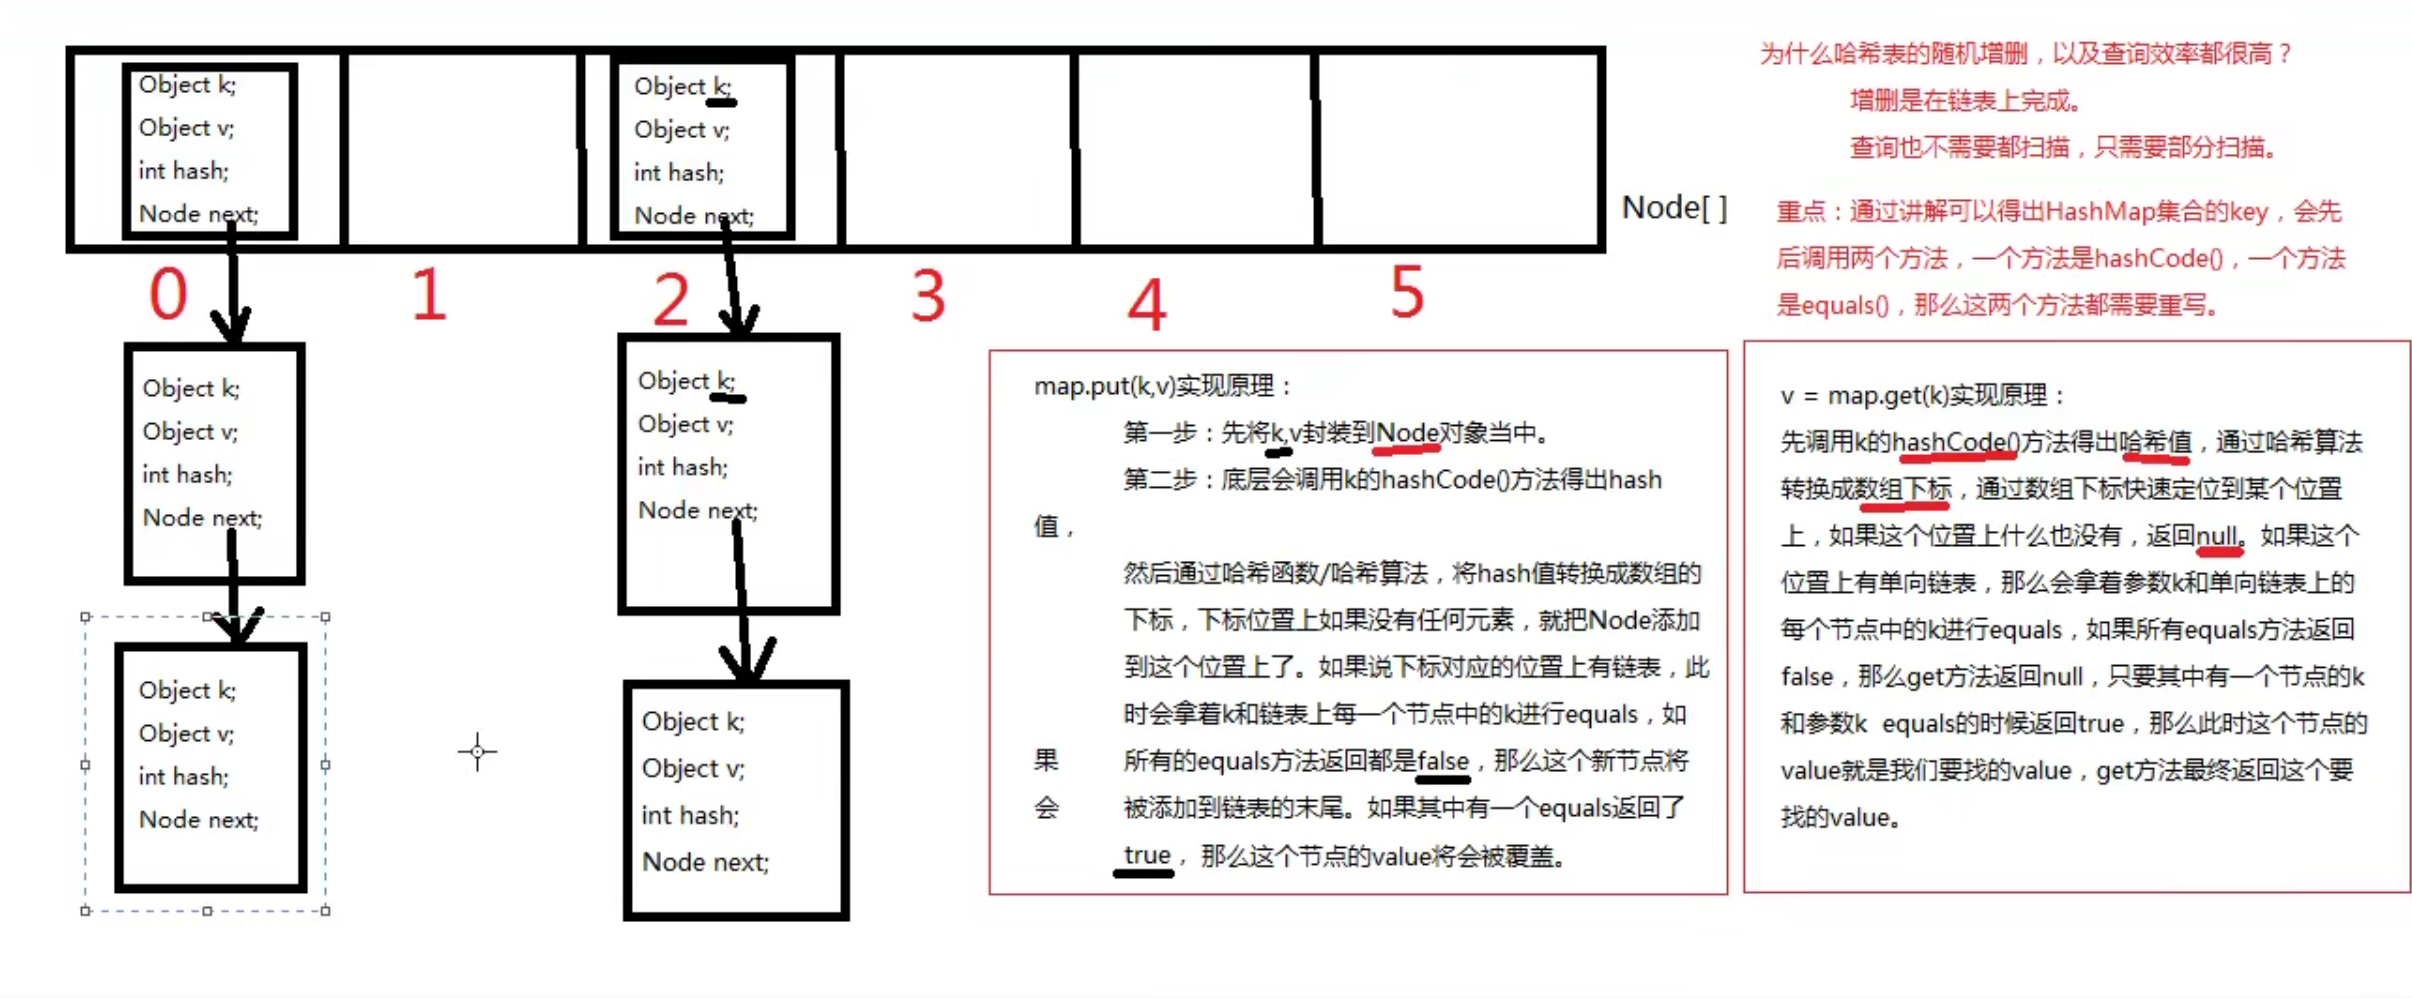 Object k;
Object v;
int hash;
Node next;
Object k;
Object v;
int hash;
Node next;
Node[ ]
0
1
2
3
4
5
Object k;
Object v;
int hash;
Node next;
Object k;
Object v;
int hash;
Node next;
Object k;
Object v;
int hash;
Node next;
Object k;
Object v;
int hash;
Node next;
为什么哈希表的随机增删，以及查询效率都很高？
增删是在链表上完成。
查询也不需要都扫描，只需要部分扫描。
重点：通过讲解可以得出HashMap集合的key，会先
后调用两个方法，一个方法是hashCode()，一个方法
是equals()，那么这两个方法都需要重写。
map.put(k,v)实现原理：
第一步：先将k,v封装到Node对象当中。
第二步：底层会调用k的hashCode()方法得出hash
值，
然后通过哈希函数/哈希算法，将hash值转换成数组的
下标，下标位置上如果没有任何元素，就把Node添加
到这个位置上了。如果说下标对应的位置上有链表，此
时会拿着k和链表上每一个节点中的k进行equals，如
果 所有的equals方法返回都是false，那么这个新节点将
会 被添加到链表的末尾。如果其中有一个equals返回了
true， 那么这个节点的value将会被覆盖。
v = map.get(k)实现原理：
先调用k的hashCode()方法得出哈希值，通过哈希算法
转换成数组下标，通过数组下标快速定位到某个位置
上，如果这个位置上什么也没有，返回null。如果这个
位置上有单向链表，那么会拿着参数k和单向链表上的
每个节点中的k进行equals，如果所有equals方法返回
false，那么get方法返回null，只要其中有一个节点的k
和参数k equals的时候返回true，那么此时这个节点的
value就是我们要找的value，get方法最终返回这个要
找的value。